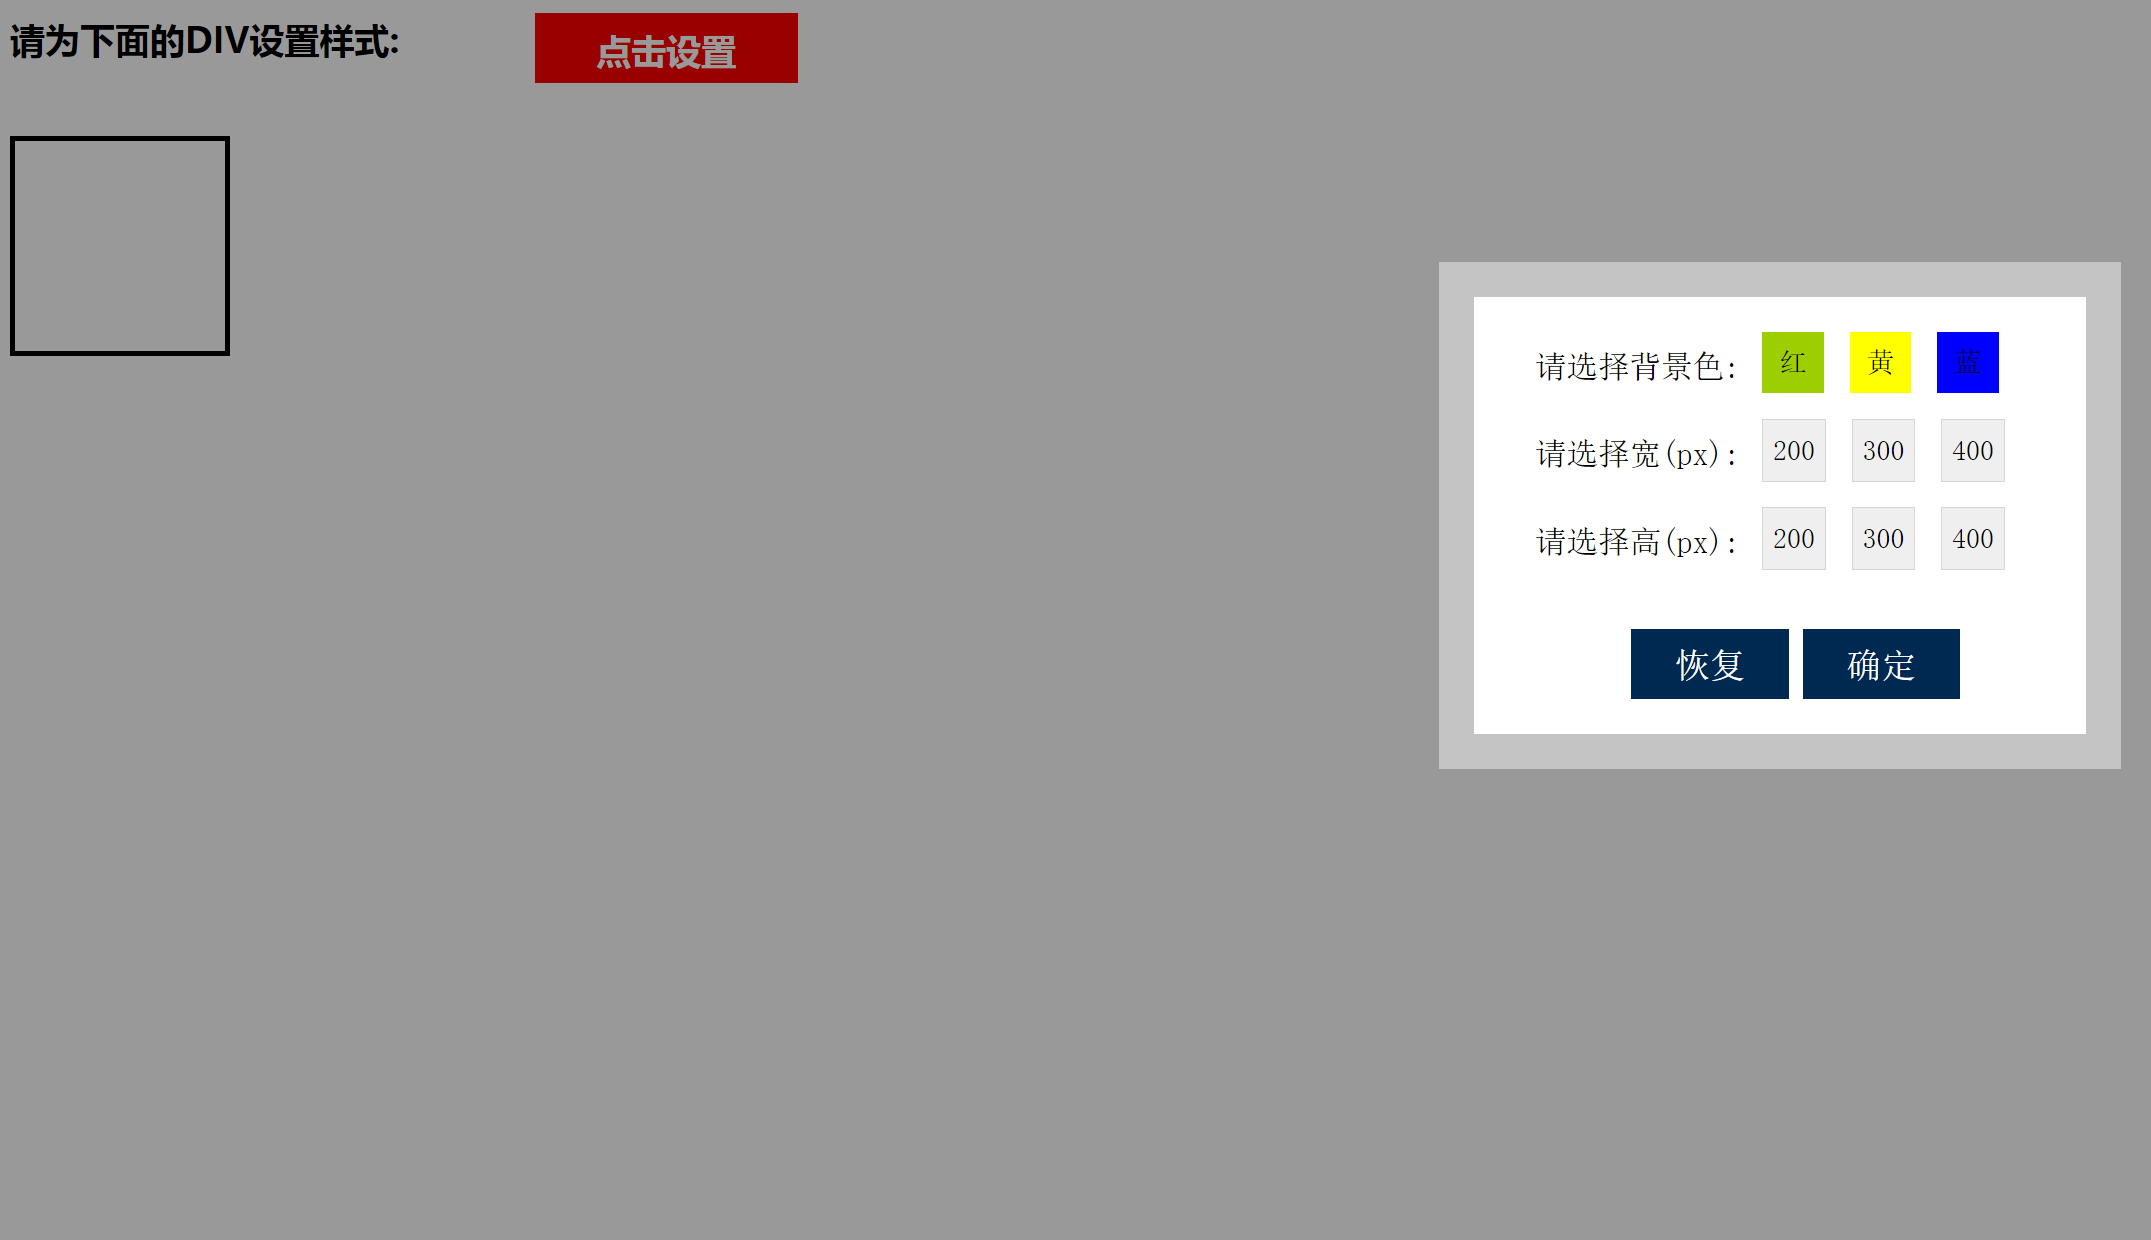 请为下面的DIV设置样式:
点击设置
请选择背景色: 红 黄 蓝
请选择宽(px): 200 300 400
请选择高(px): 200 300 400
恢复 确定